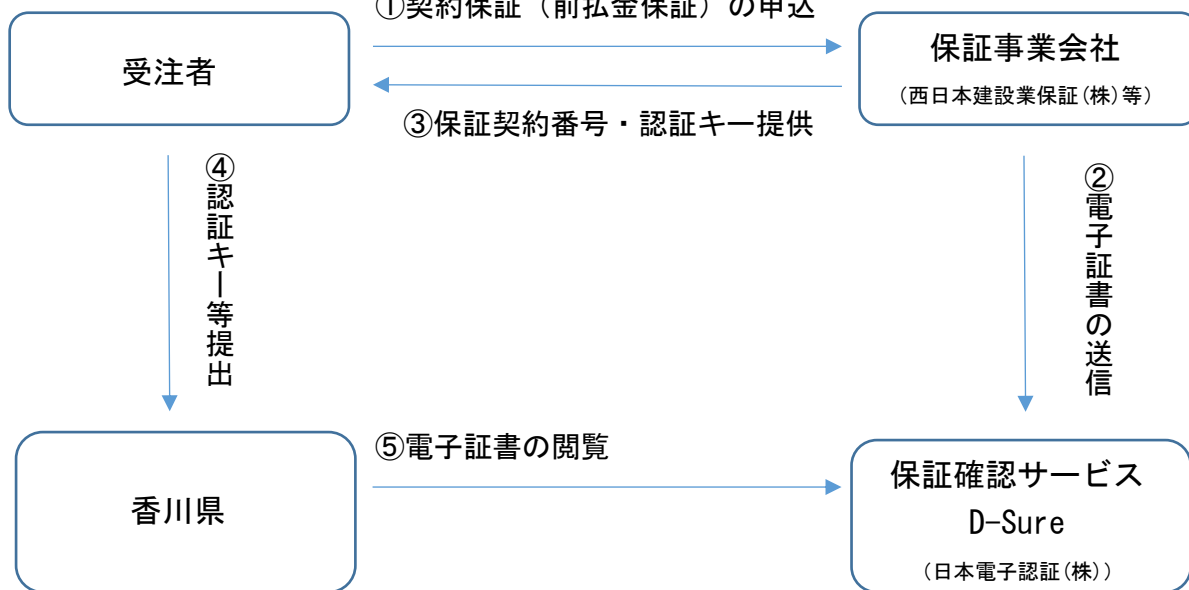 ①契約保証(前払金保証)の申込
受注者
保証事業会社
(西日本建設業保証(株)等)
③保証契約番号・認証キー提供
④認証キー等提出
②電子証書の送信
⑤電子証書の閲覧
香川県
保証確認サービス
D-Sure
(日本電子認証(株))